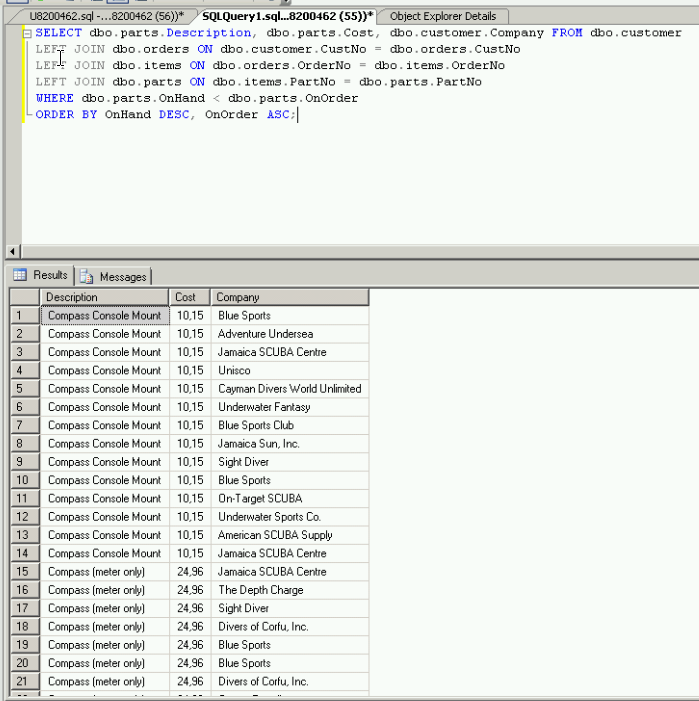 U8200462.sql -...8200462 (56))* SQLQuery1.sql...8200462 (55))* Object Explorer Details
SELECT dbo.parts.Description, dbo.parts.Cost, dbo.customer.Company FROM dbo.customer
LEFT JOIN dbo.orders ON dbo.customer.CustNo = dbo.orders.CustNo
LEFT JOIN dbo.items ON dbo.orders.OrderNo = dbo.items.OrderNo
LEFT JOIN dbo.parts ON dbo.items.PartNo = dbo.parts.PartNo
WHERE dbo.parts.OnHand < dbo.parts.OnOrder
ORDER BY OnHand DESC, OnOrder ASC;
Results Messages
Description Cost Company
1 Compass Console Mount 10,15 Blue Sports
2 Compass Console Mount 10,15 Adventure Undersea
3 Compass Console Mount 10,15 Jamaica SCUBA Centre
4 Compass Console Mount 10,15 Unisco
5 Compass Console Mount 10,15 Cayman Divers World Unlimited
6 Compass Console Mount 10,15 Underwater Fantasy
7 Compass Console Mount 10,15 Blue Sports Club
8 Compass Console Mount 10,15 Jamaica Sun, Inc.
9 Compass Console Mount 10,15 Sight Diver
10 Compass Console Mount 10,15 Blue Sports
11 Compass Console Mount 10,15 On-Target SCUBA
12 Compass Console Mount 10,15 Underwater Sports Co.
13 Compass Console Mount 10,15 American SCUBA Supply
14 Compass Console Mount 10,15 Jamaica SCUBA Centre
15 Compass (meter only) 24,96 Jamaica SCUBA Centre
16 Compass (meter only) 24,96 The Depth Charge
17 Compass (meter only) 24,96 Sight Diver
18 Compass (meter only) 24,96 Divers of Corfu, Inc.
19 Compass (meter only) 24,96 Blue Sports
20 Compass (meter only) 24,96 Blue Sports
21 Compass (meter only) 24,96 Divers of Corfu, Inc.